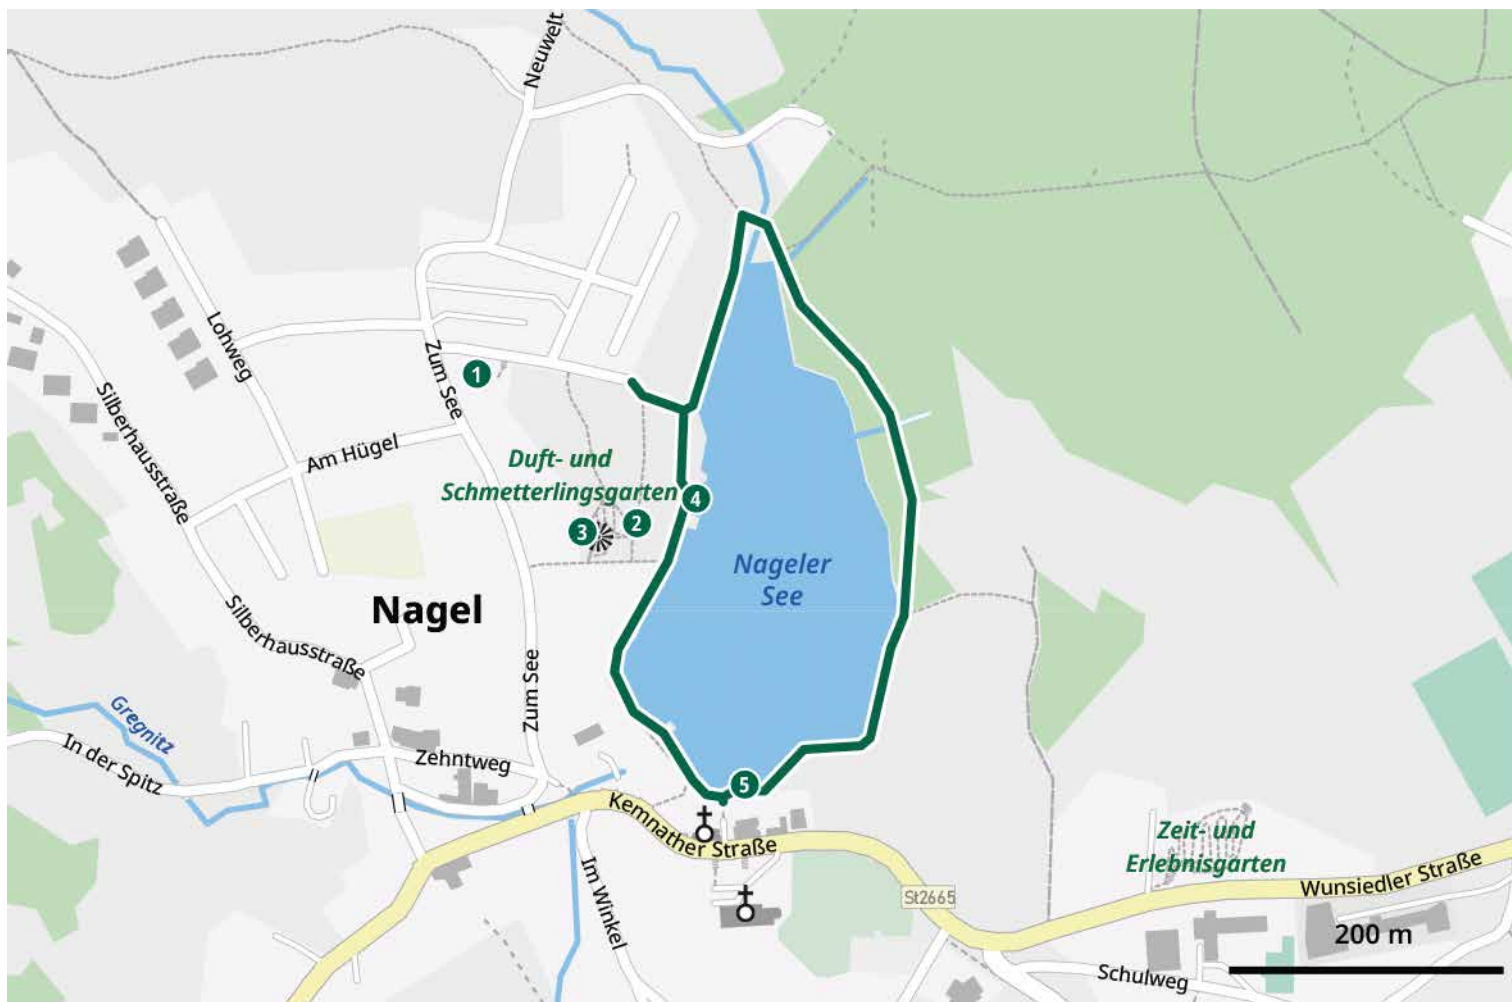 Neuwelt
Lohweg
Zum See
1
Silberhausstraße
Am Hügel
Duft- und
Schmetterlingsgarten
4
3
2
Nageler
See
Nagel
Silberhausstraße
Zum See
Gregnitz
In der Spitz
Zehntweg
5
Kemnather Straße
Im Winkel
Zeit- und
Erlebnisgarten
St2665
Wunsiedler Straße
200 m
Schulweg